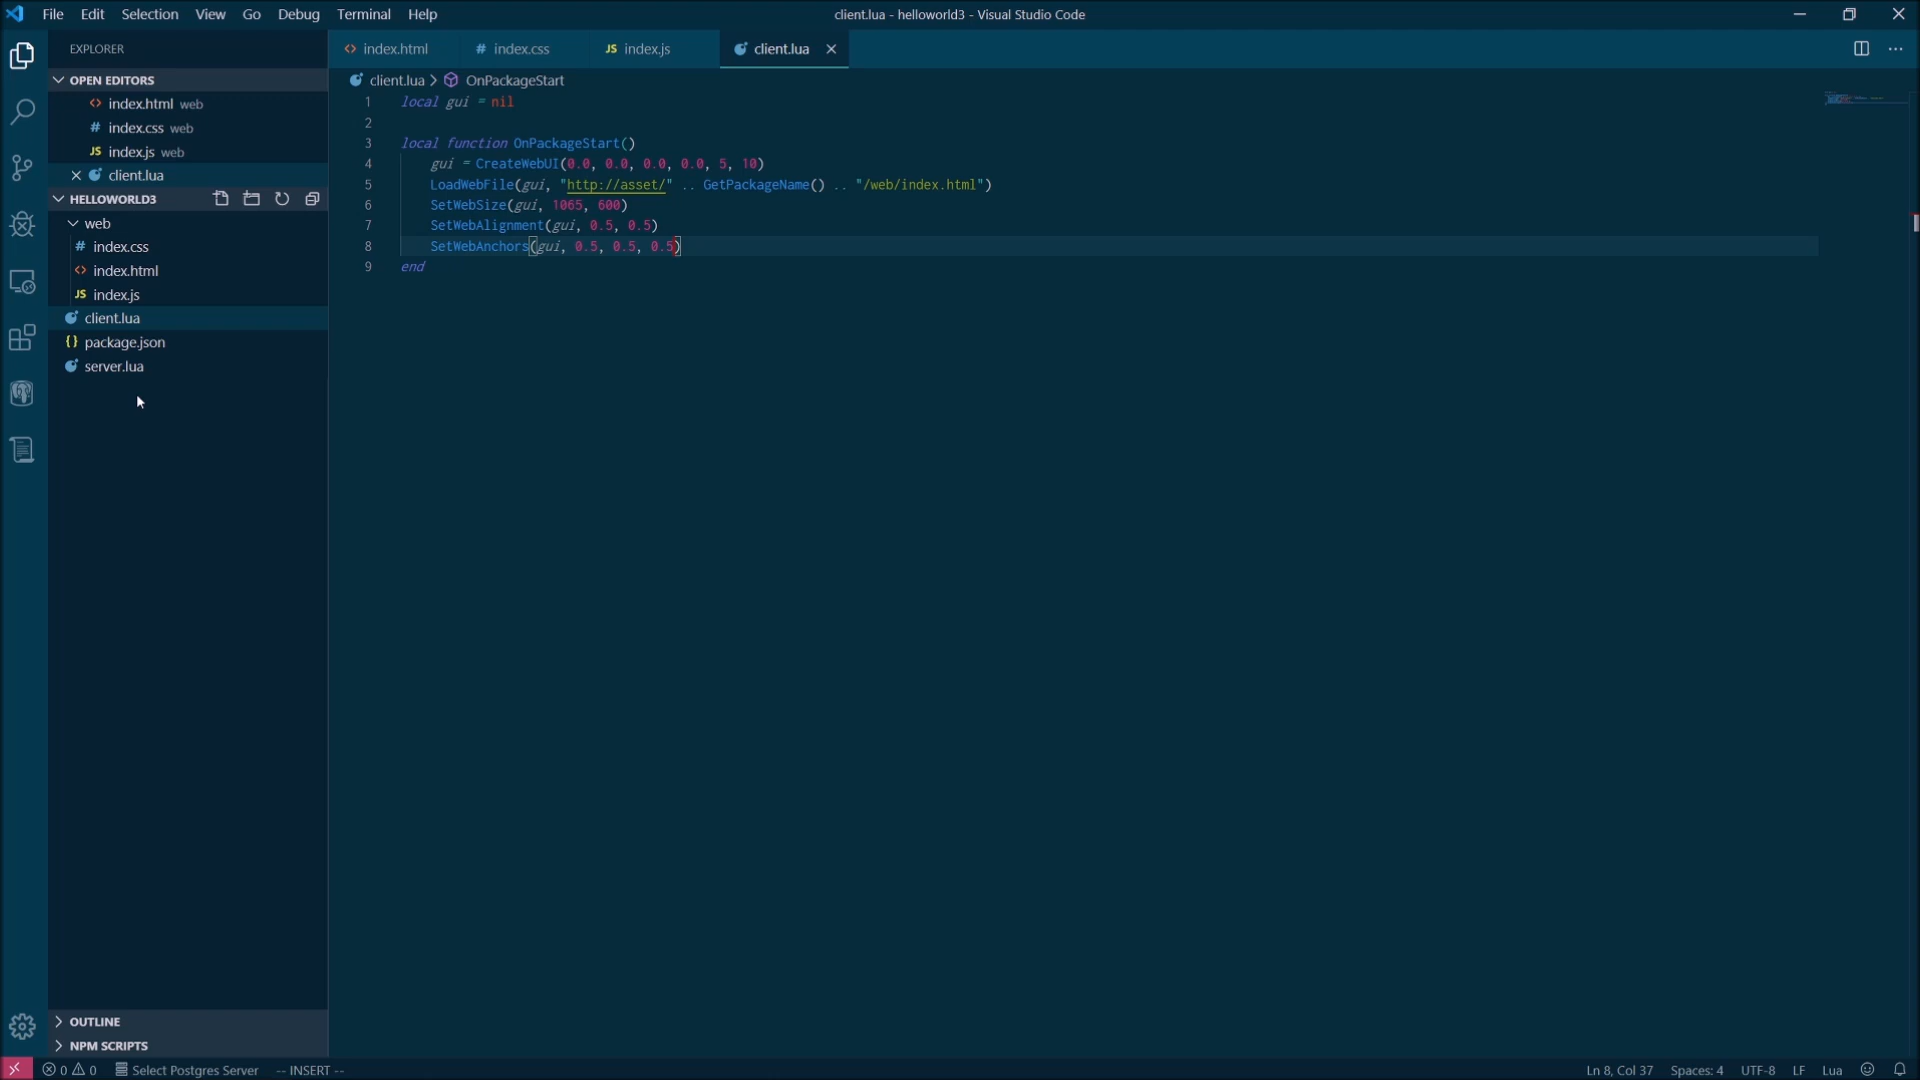 File Edit Selection View Go Debug Terminal Help
client.lua - helloworld3 - Visual Studio Code
EXPLORER
index.html
# index.css
JS index.js
client.lua
OPEN EDITORS
index.html web
# index.css web
JS index.js web
client.lua
HELLOWORLD3
web
# index.css
index.html
JS index.js
client.lua
{} package.json
server.lua
OUTLINE
NPM SCRIPTS
client.lua > OnPackageStart
1 local gui = nil
2
3 local function OnPackageStart()
4 gui = CreateWebUI(0.0, 0.0, 0.0, 0.0, 5, 10)
5 LoadWebFile(gui, "http://asset/" .. GetPackageName() .. "/web/index.html")
6 SetWebSize(gui, 1065, 600)
7 SetWebAlignment(gui, 0.5, 0.5)
8 SetWebAnchors(gui, 0.5, 0.5, 0.5)
9 end
0 0 Select Postgres Server -- INSERT --
Ln 8, Col 37 Spaces: 4 UTF-8 LF Lua